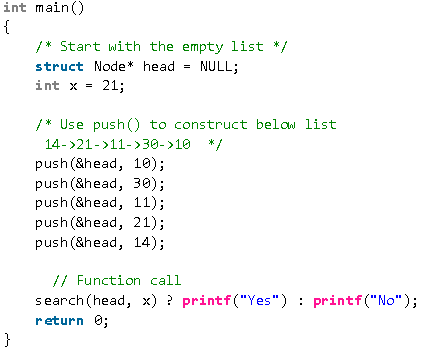 int main()
{
    /* Start with the empty list */
    struct Node* head = NULL;
    int x = 21;

    /* Use push() to construct below list
     14->21->11->30->10  */
    push(&head, 10);
    push(&head, 30);
    push(&head, 11);
    push(&head, 21);
    push(&head, 14);

      // Function call
    search(head, x) ? printf("Yes") : printf("No");
    return 0;
}